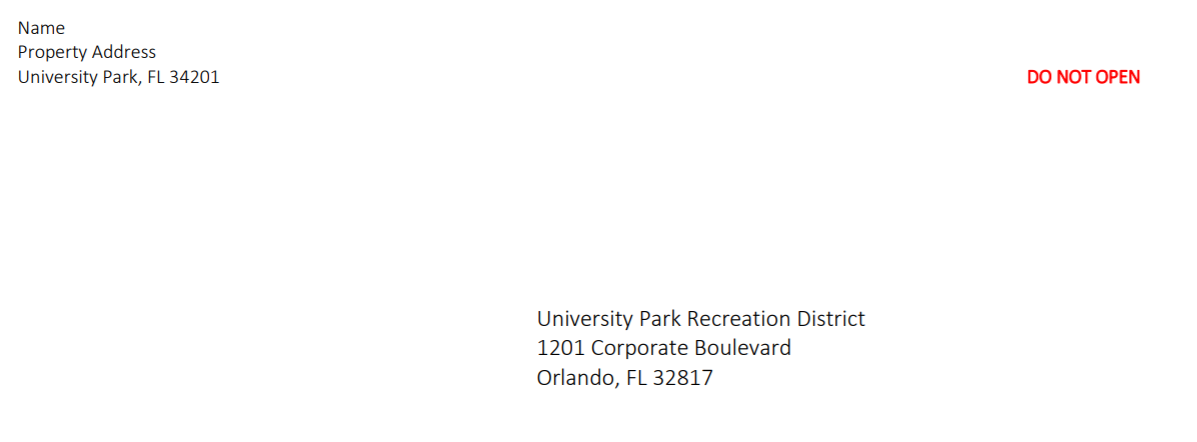 Name
Property Address
University Park, FL 34201
DO NOT OPEN
University Park Recreation District
1201 Corporate Boulevard
Orlando, FL 32817